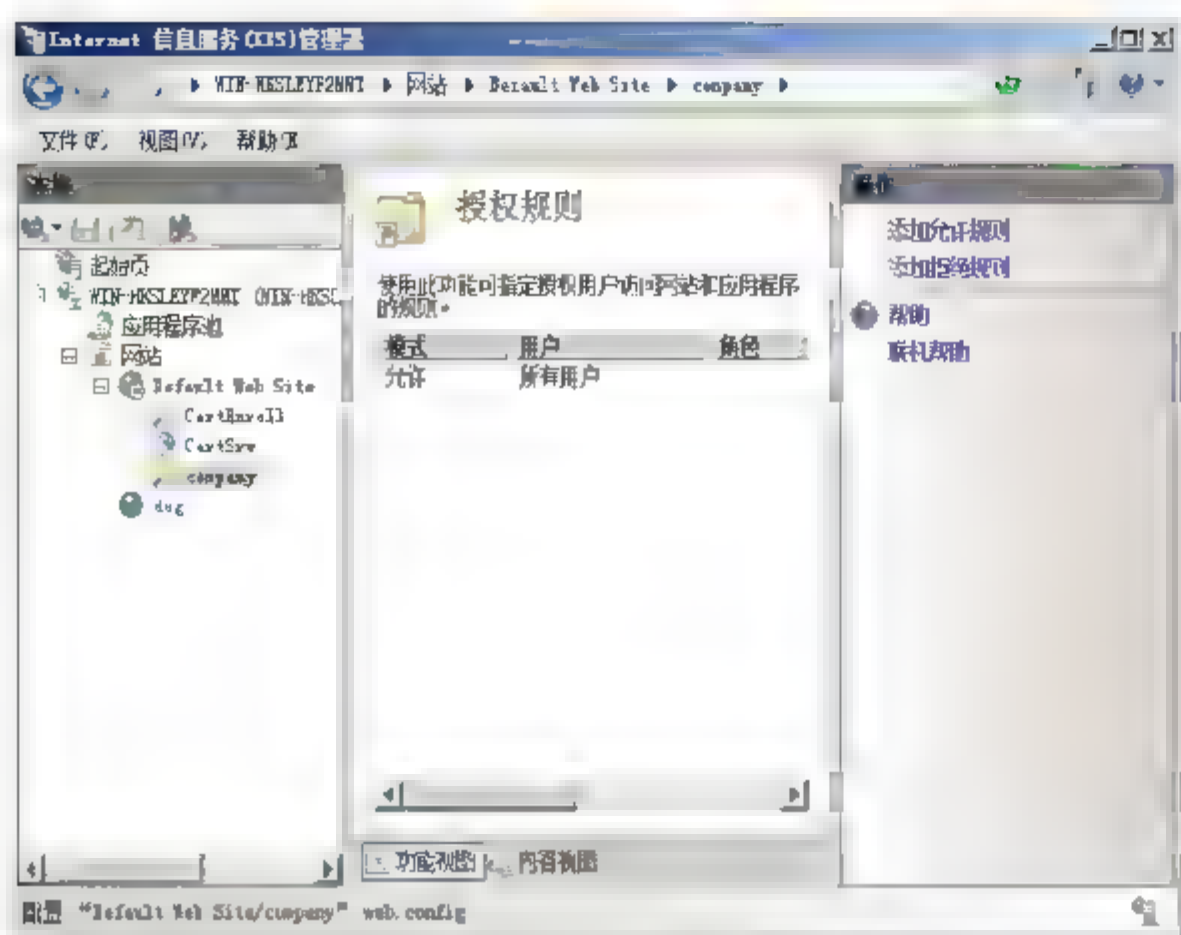 Internet 信息服务(IIS)管理器
网站 Default Web Site company
文件(F) 视图(V) 帮助(H)
起始页
应用程序池
网站
Default Web Site
CertEnroll
CertSrv
company
授权规则
使用此功能可指定授权用户访问网站和应用程序
的规则。
模式 用户 角色
允许 所有用户
添加允许规则
添加拒绝规则
帮助
联机帮助
功能视图 内容视图
"Default Web Site/company" web.config